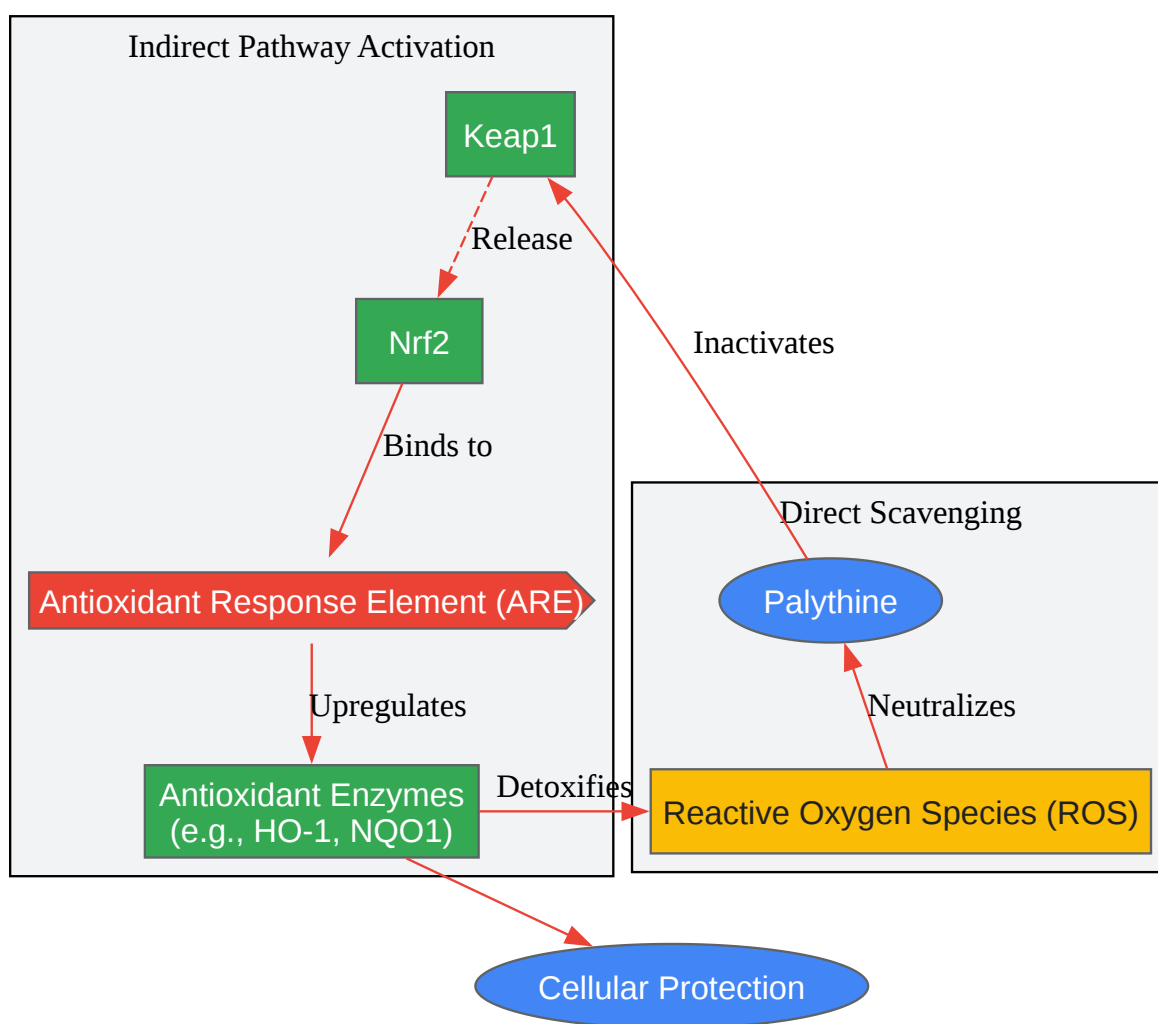 Indirect Pathway Activation
Keap1
Release
Nrf2
Inactivates
Binds to
Direct Scavenging
Antioxidant Response Element (ARE)
Palythine
Upregulates
Neutralizes
Antioxidant Enzymes
(e.g., HO-1, NQO1)
Detoxifies
Reactive Oxygen Species (ROS)
Cellular Protection